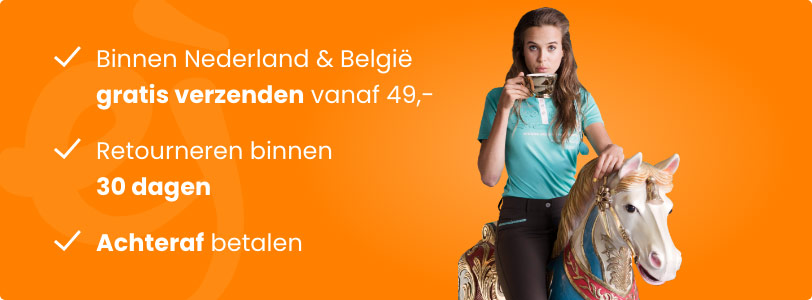 Binnen Nederland & België
gratis verzenden vanaf 49,-
Retourneren binnen
30 dagen
Achteraf betalen